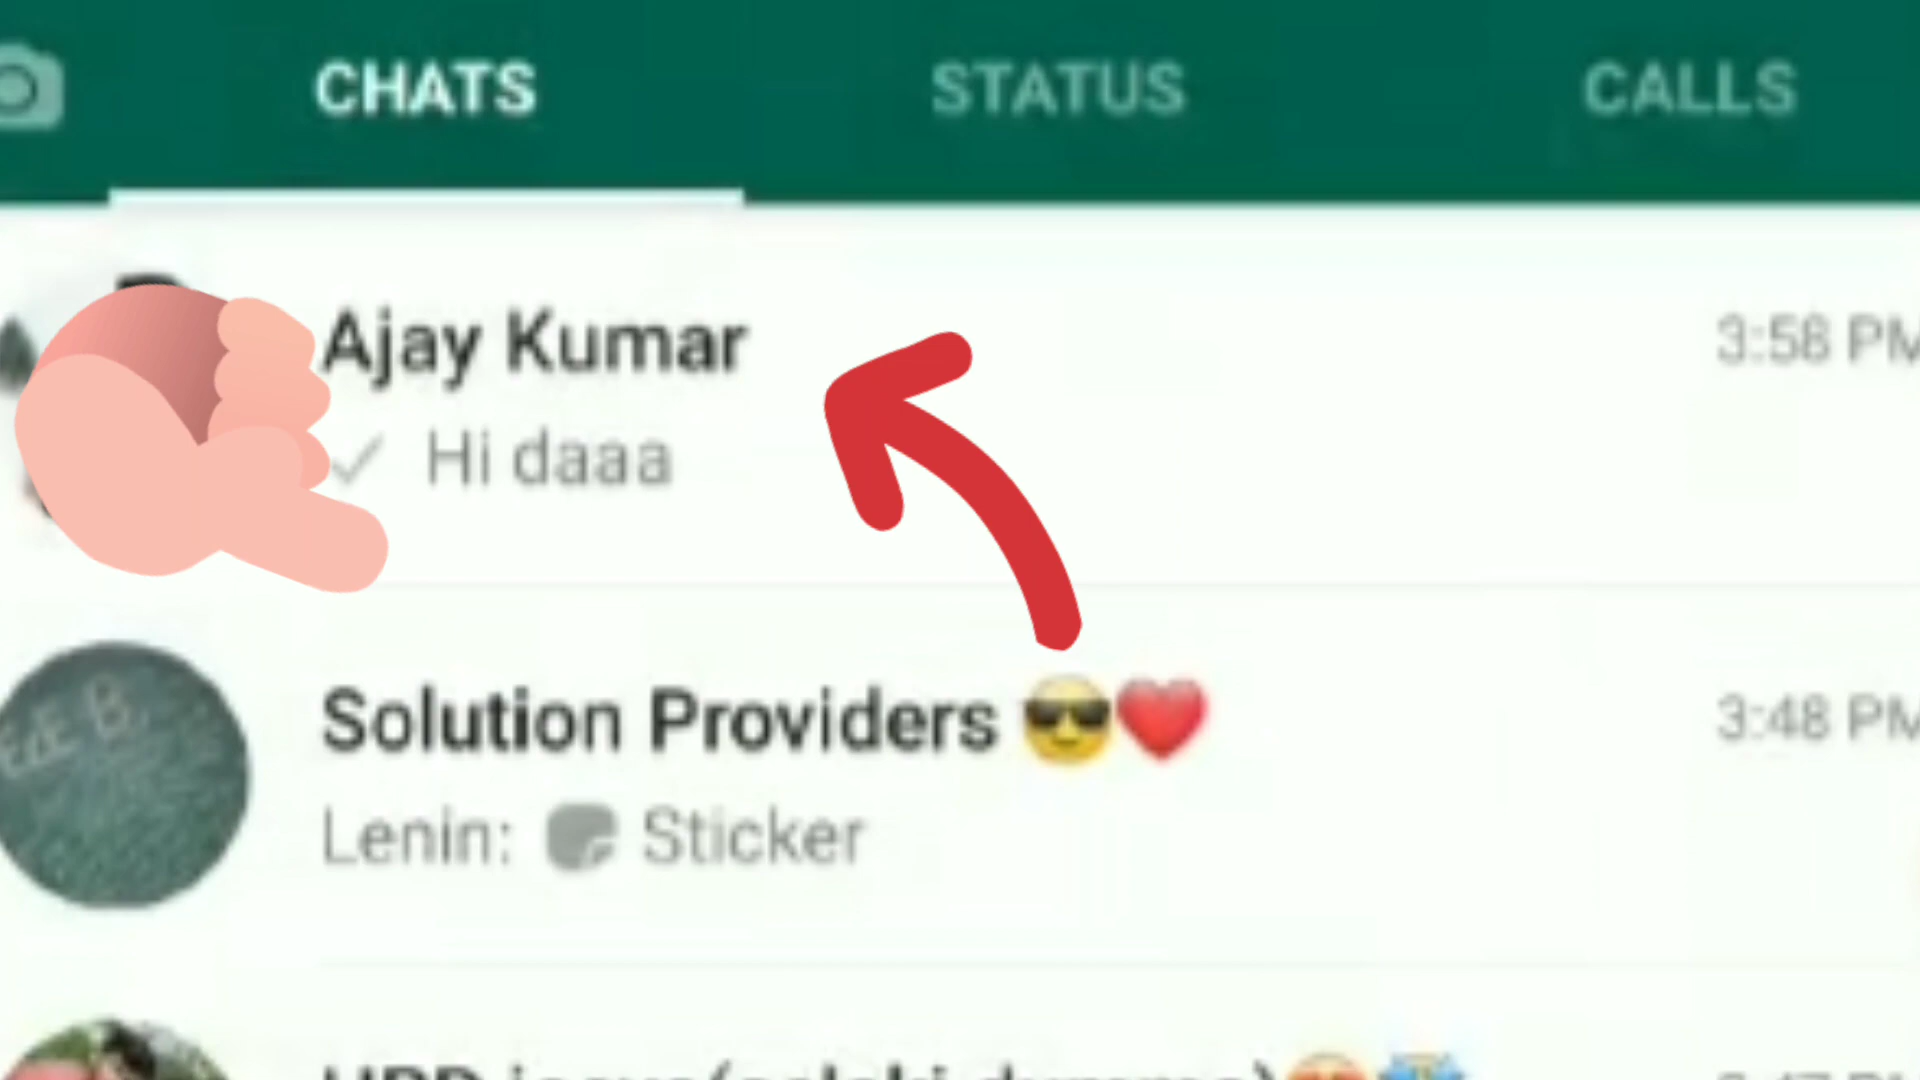 CHATS STATUS CALLS
Ajay Kumar 3:58 PM
Hi daaa
Solution Providers 😎❤️ 3:48 PM
Lenin: Sticker